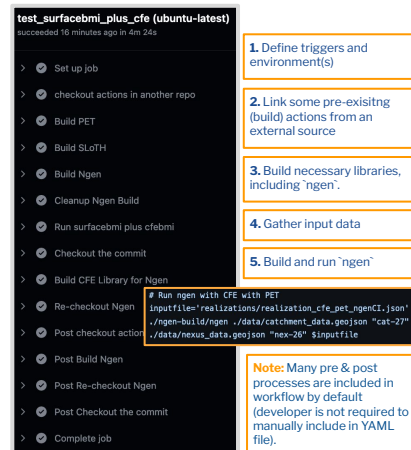 test_surfacebmi_plus_cfe (ubuntu-latest)
succeeded 16 minutes ago in 4m 24s
Set up job
checkout actions in another repo
Build PET
Build SLoTH
Build Ngen
Cleanup Ngen Build
Run surfacebmi plus cfebmi
Checkout the commit
Build CFE Library for Ngen
Re-checkout Ngen
Post checkout action
Post Build Ngen
Post Re-checkout Ngen
Post Checkout the commit
Complete job
1. Define triggers and
environment(s)
2. Link some pre-exisitng
(build) actions from an
external source
3. Build necessary libraries,
including `ngen`.
4. Gather input data
5. Build and run `ngen`
# Run ngen with CFE with PET
inputfile='realizations/realization_cfe_pet_ngenCI.json'
./ngen-build/ngen ./data/catchment_data.geojson "cat-27"
./data/nexus_data.geojson "nex-26" $inputfile
Note: Many pre & post
processes are included in
workflow by default
(developer is not required to
manually include in YAML
file).